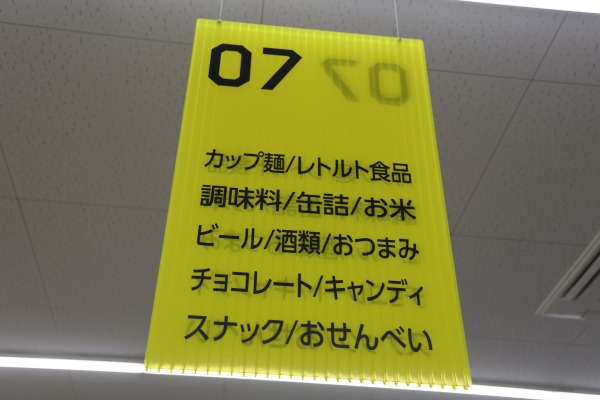 07
カップ麺/レトルト食品
調味料/缶詰/お米
ビール/酒類/おつまみ
チョコレート/キャンディ
スナック/おせんべい